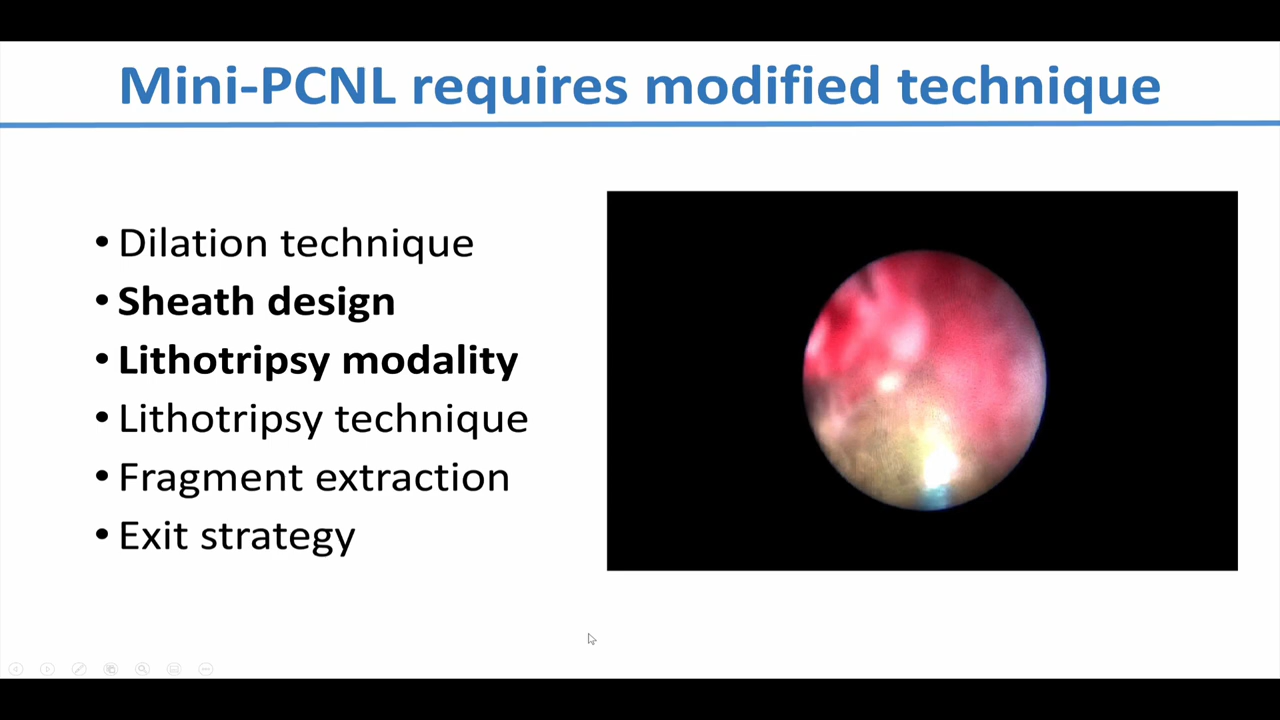 Mini-PCNL requires modified technique
• Dilation technique
• Sheath design
• Lithotripsy modality
• Lithotripsy technique
• Fragment extraction
• Exit strategy